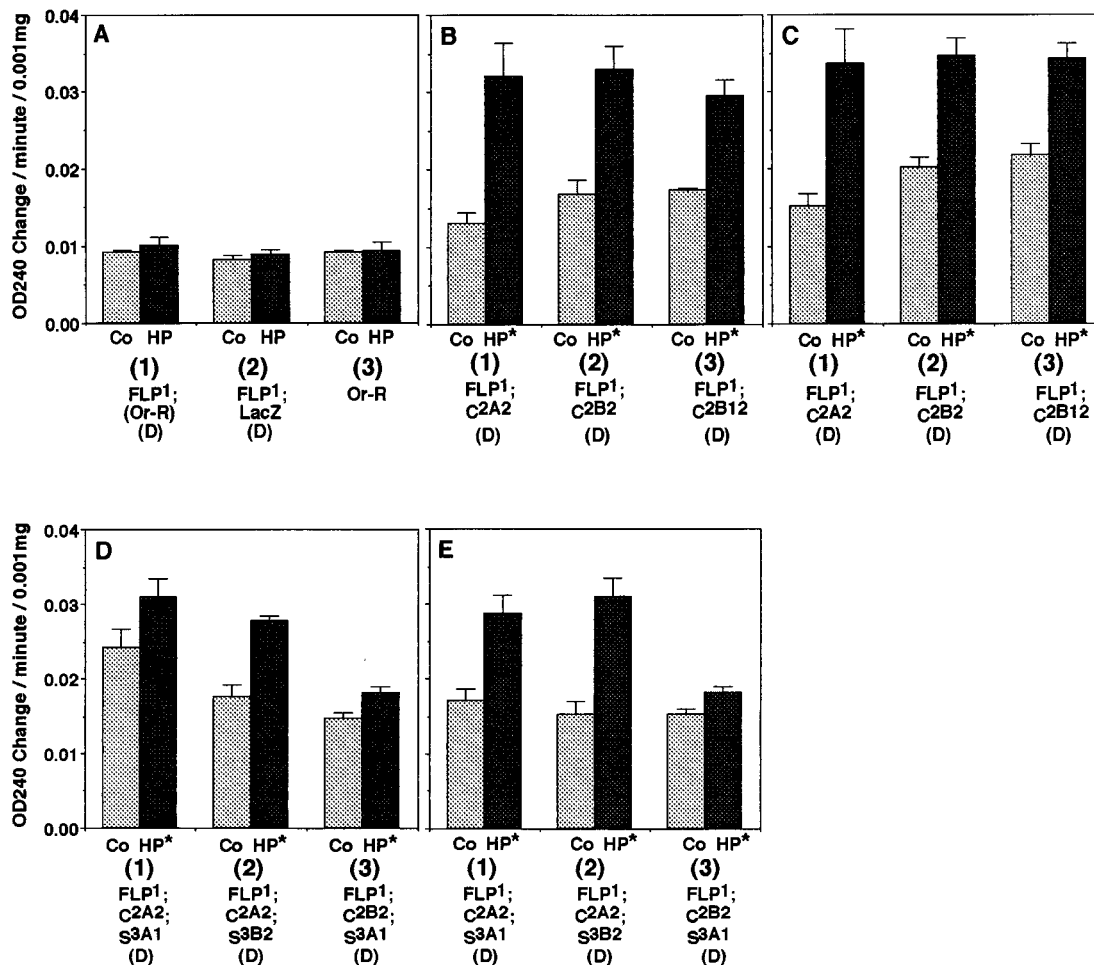 OD240 Change / minute / 0.001mg
0.04
0.03
0.02
0.01
0.00
A
B
C
Co HP Co HP Co HP
Co HP* Co HP* Co HP*
Co HP* Co HP* Co HP*
(1) (2) (3)
(1) (2) (3)
(1) (2) (3)
FLP1; FLP1; Or-R
(Or-R) LacZ
(D) (D)
FLP1; FLP1; FLP1;
C2A2 C2B2 C2B12
(D) (D) (D)
FLP1; FLP1; FLP1;
C2A2 C2B2 C2B12
(D) (D) (D)
OD240 Change / minute / 0.001mg
0.04
0.03
0.02
0.01
0.00
D
E
Co HP* Co HP* Co HP*
Co HP* Co HP* Co HP*
(1) (2) (3)
(1) (2) (3)
FLP1; FLP1; FLP1;
C2A2; C2A2; C2B2;
S3A1 S3B2 S3A1
(D) (D) (D)
FLP1; FLP1; FLP1;
C2A2; C2A2; C2B2
S3A1 S3B2 S3A1
(D) (D) (D)